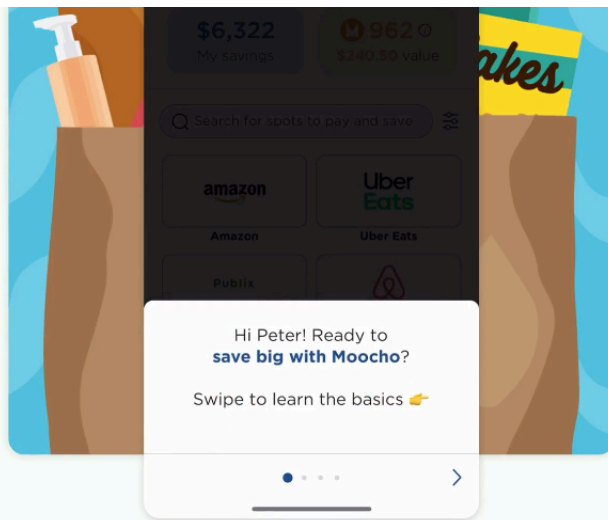 $6,322
My savings
M 962
$240.50 value
akes
Search for spots to pay and save
amazon
Uber
Eats
Amazon
Uber Eats
Publix
Hi Peter! Ready to
save big with Moocho?
Swipe to learn the basics 👉